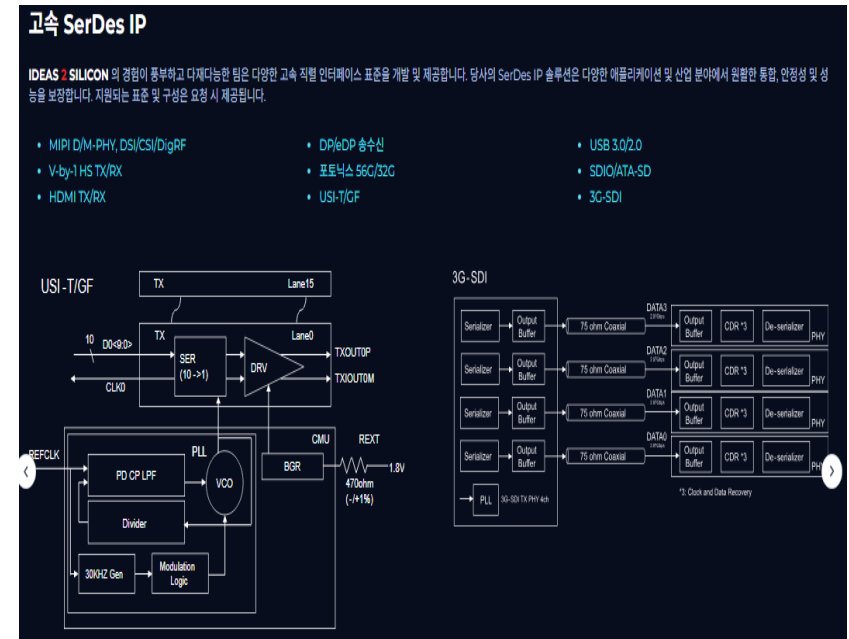 고속 SerDes IP
IDEAS 2 SILICON 의 경험이 풍부하고 다재다능한 팀은 다양한 고속 직렬 인터페이스 표준을 개발 및 제공합니다. 당사의 SerDes IP 솔루션은 다양한 애플리케이션 및 산업 분야에서 원활한 통합, 안정성 및 성
능을 보장합니다. 지원되는 표준 및 구성은 요청 시 제공됩니다.
• MIPI D/M-PHY, DSI/CSI/DigRF
• V-by-1 HS TX/RX
• HDMI TX/RX
• DP/eDP 송수신
• 포토닉스 56G/32G
• USI-T/GF
• USB 3.0/2.0
• SDIO/ATA-SD
• 3G-SDI
USI-T/GF
TX Lane15
TX Lane0
10 D0<9:0>
CLK0
SER
(10 ->1)
DRV
TXOUT0P
TXIOUT0M
CMU
REXT
REFCLK
PLL
PD CP LPF
VCO
BGR
1.8V
470ohm
(-/+1%)
Divider
30KHZ Gen
Modulation
Logic
3G-SDI
Serializer
Output
Buffer
75 ohm Coaxial
DATA3
Output
Buffer
CDR *3
De-serializer
PHY
Serializer
Output
Buffer
75 ohm Coaxial
DATA2
Output
Buffer
CDR *3
De-serializer
PHY
Serializer
Output
Buffer
75 ohm Coaxial
DATA1
Output
Buffer
CDR *3
De-serializer
PHY
Serializer
Output
Buffer
75 ohm Coaxial
DATA0
Output
Buffer
CDR *3
De-serializer
PHY
PLL
3G-SDI TX PHY 4ch
*3: Clock and Data Recovery